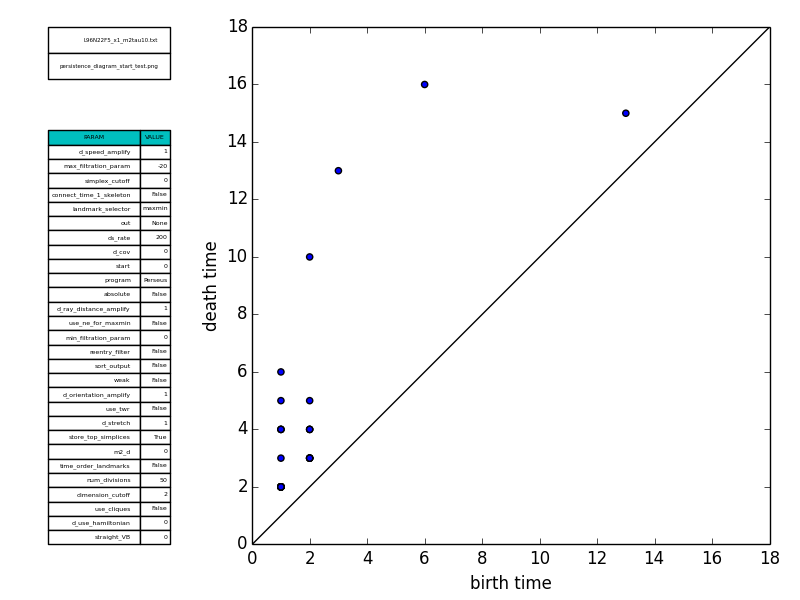 L96N22F5_x1_m2tau10.txt
persistence_diagram_start_test.png
PARAM VALUE
d_speed_amplify 1
max_filtration_param -20
simplex_cutoff 0
connect_time_1_skeleton False
landmark_selector maxmin
out None
ds_rate 200
d_cov 0
start 0
program Perseus
absolute False
d_ray_distance_amplify 1
use_ne_for_maxmin False
min_filtration_param 0
reentry_filter False
sort_output False
weak False
d_orientation_amplify 1
use_twr False
d_stretch 1
store_top_simplices True
m2_d 0
time_order_landmarks False
num_divisions 50
dimension_cutoff 2
use_cliques False
d_use_hamiltonian 0
straight_VB 0
18
16
14
12
10
8
6
4
2
0
death time
0 2 4 6 8 10 12 14 16 18
birth time